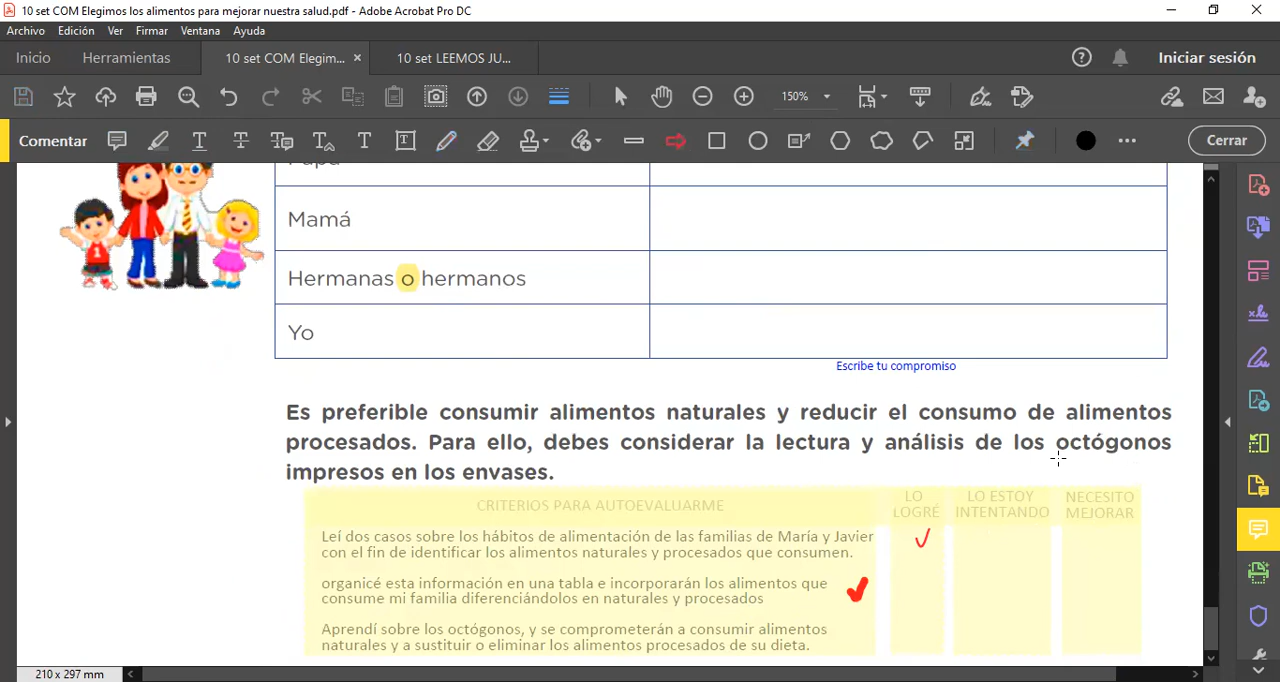 10 set COM Elegimos los alimentos para mejorar nuestra salud.pdf - Adobe Acrobat Pro DC
Archivo Edición Ver Firmar Ventana Ayuda
Inicio Herramientas 10 set COM Elegim... × 10 set LEEMOS JU... Iniciar sesión
150%
Comentar Cerrar
Papá
Mamá
Hermanas o hermanos
Yo
Escribe tu compromiso
Es preferible consumir alimentos naturales y reducir el consumo de alimentos
procesados. Para ello, debes considerar la lectura y análisis de los octógonos
impresos en los envases.
CRITERIOS PARA AUTOEVALUARME
LO LOGRÉ
LO ESTOY INTENTANDO
NECESITO MEJORAR
Leí dos casos sobre los hábitos de alimentación de las familias de María y Javier
con el fin de identificar los alimentos naturales y procesados que consumen.
organicé esta información en una tabla e incorporarán los alimentos que
consume mi familia diferenciándolos en naturales y procesados
Aprendí sobre los octógonos, y se comprometerán a consumir alimentos
naturales y a sustituir o eliminar los alimentos procesados de su dieta.
210 x 297 mm